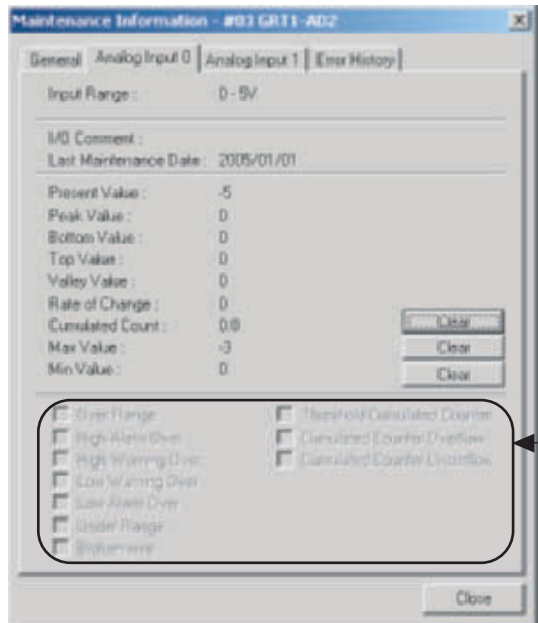 Maintenance Information - #03 GRT1-AD2
General Analog Input 0 Analog Input 1 Error History
Input Range : 0 - 5V
I/O Comment :
Last Maintenance Date : 2005/01/01
Present Value : -5
Peak Value : 0
Bottom Value : 0
Top Value : 0
Valley Value : 0
Rate of Change : 0
Cumulated Count : 0.0 Clear
Max Value : -3 Clear
Min Value : 0 Clear
Over Range Threshold Cumulated Counter
High Alarm Over Cumulated Counter Overflow
High Warning Over Cumulated Counter Underflow
Low Warning Over
Low Alarm Over
Under Range
Broken wire
Close